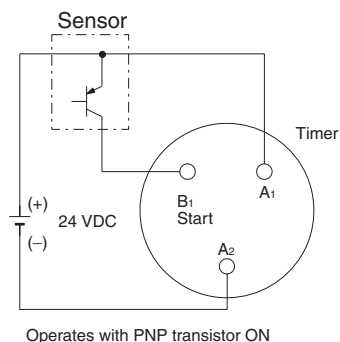 Sensor
Timer
B1
Start
A1
(+)
24 VDC
(−)
A2
Operates with PNP transistor ON